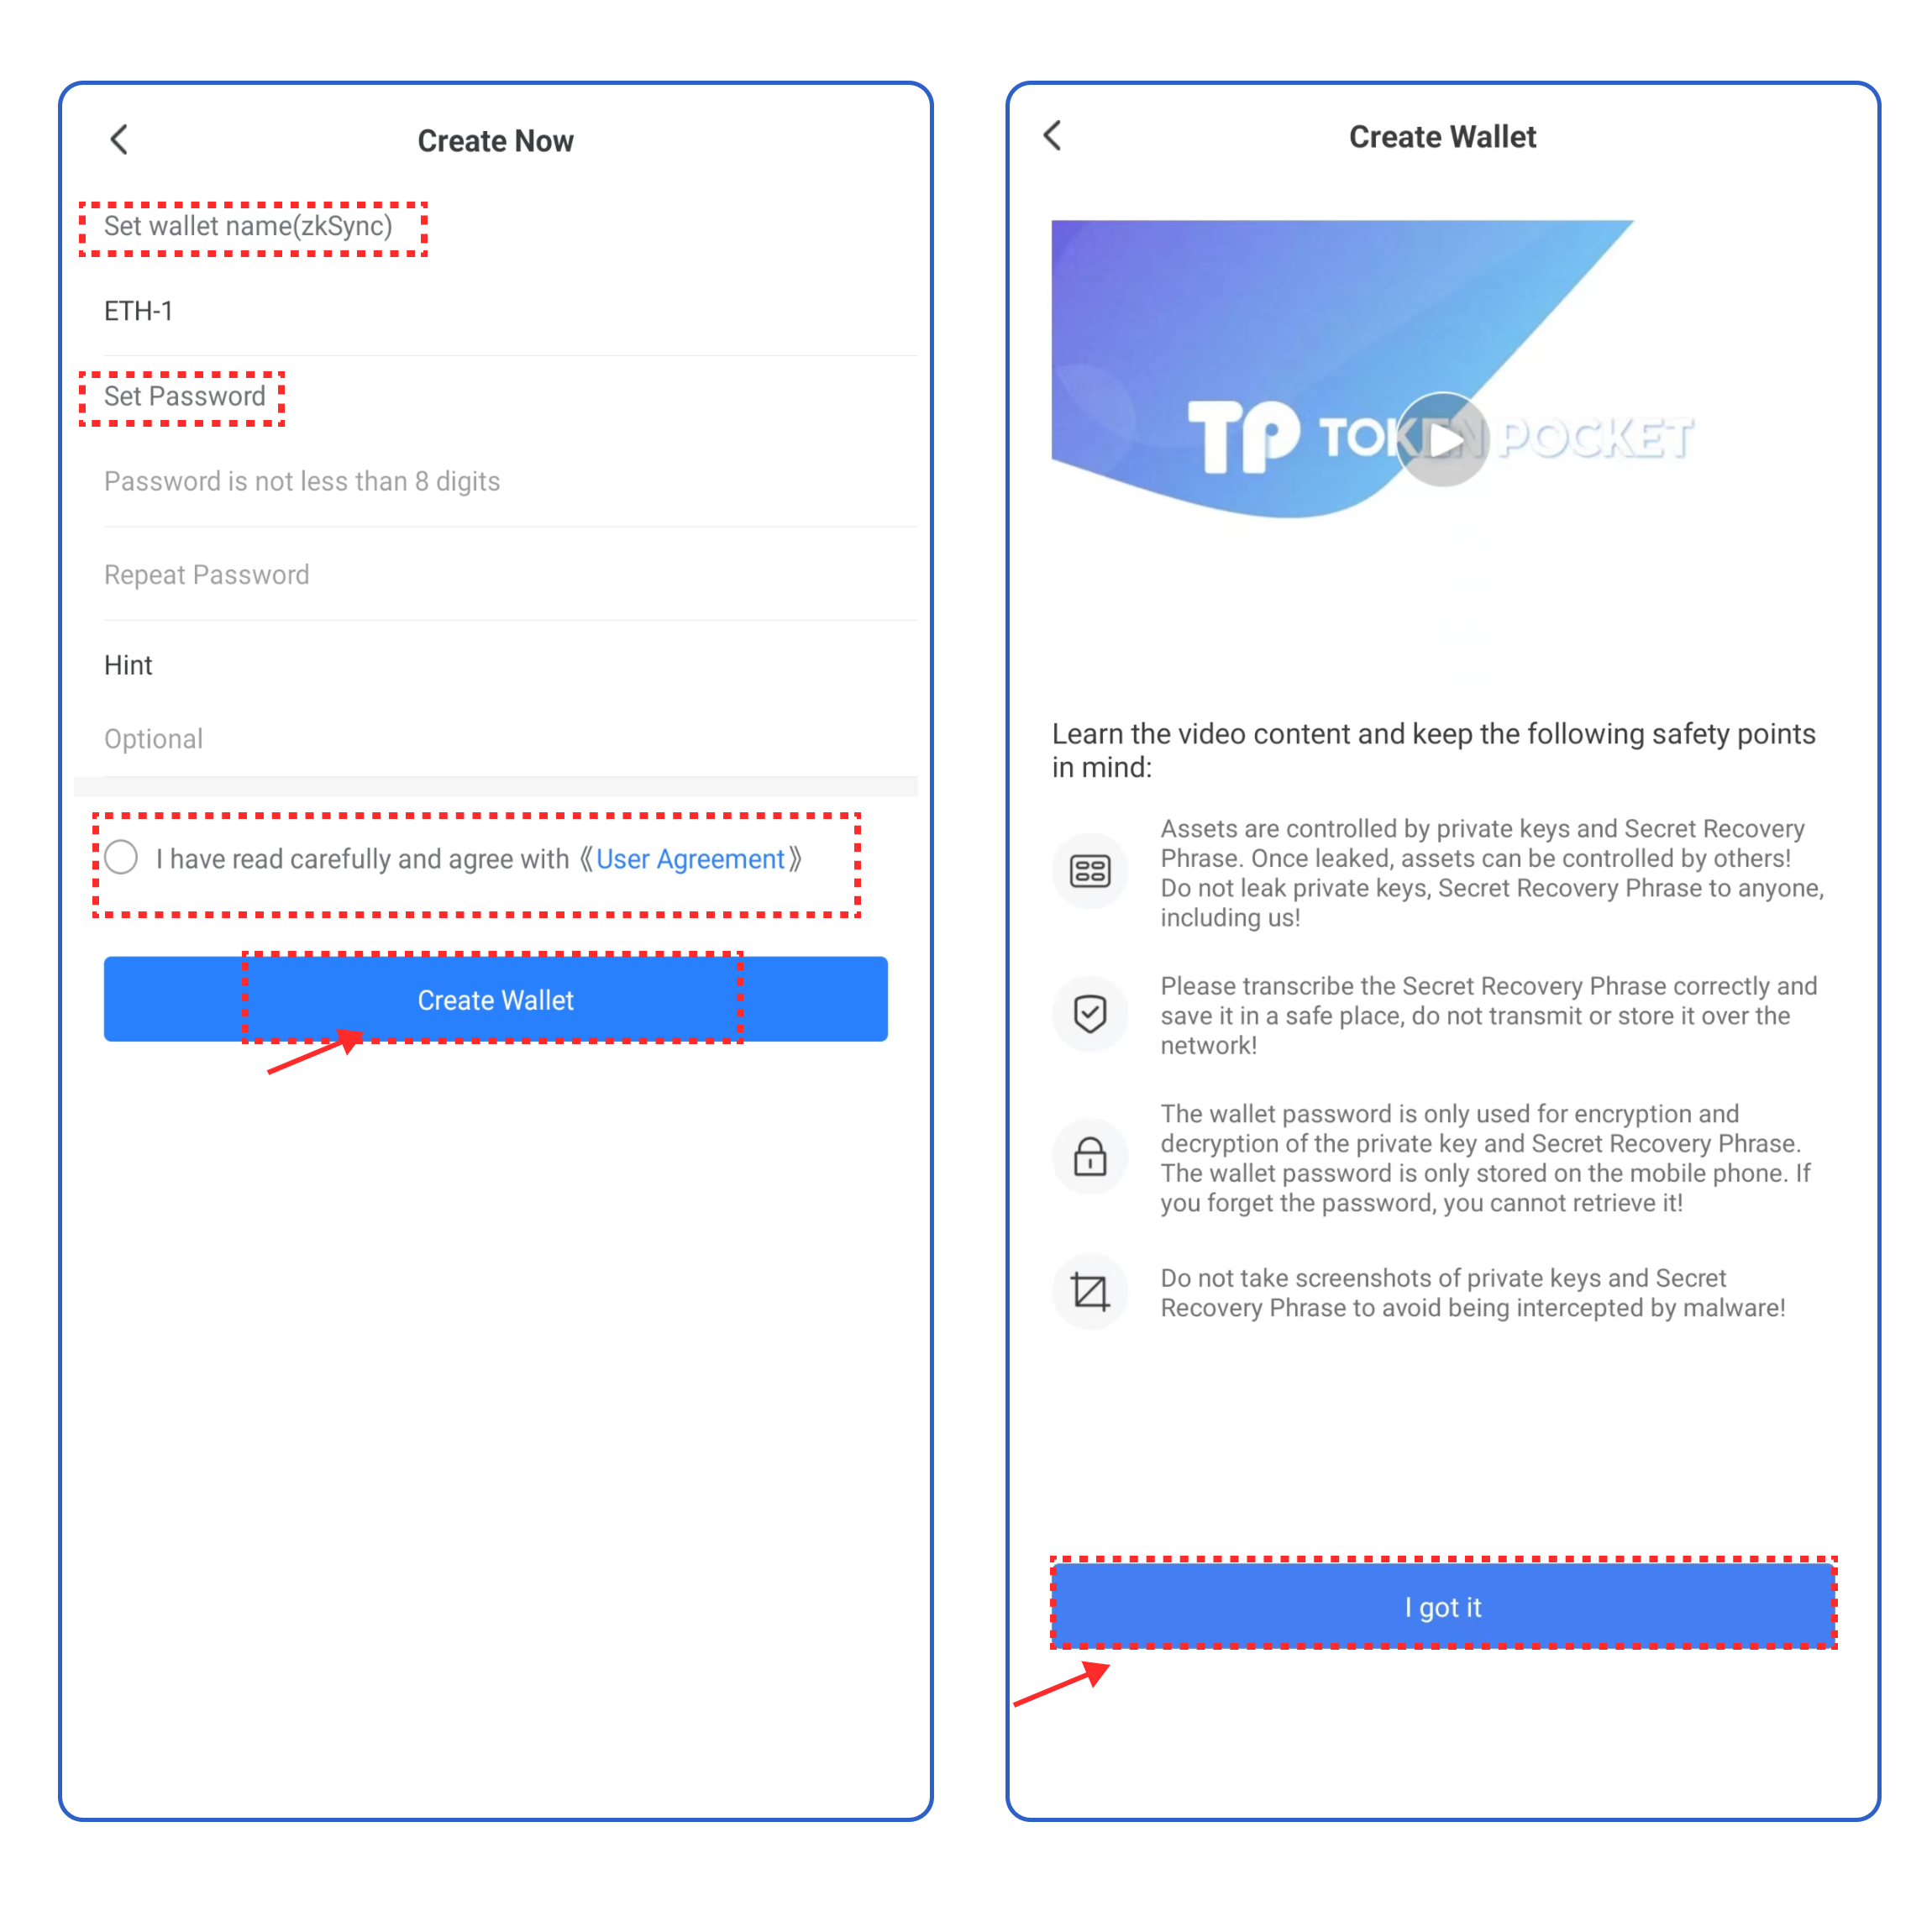 Create Now
Set wallet name(zkSync)
ETH-1
Set Password
Password is not less than 8 digits
Repeat Password
Hint
Optional
I have read carefully and agree with 《User Agreement》
Create Wallet
Create Wallet
TP TOKEN POCKET
Learn the video content and keep the following safety points
in mind:
Assets are controlled by private keys and Secret Recovery
Phrase. Once leaked, assets can be controlled by others!
Do not leak private keys, Secret Recovery Phrase to anyone,
including us!
Please transcribe the Secret Recovery Phrase correctly and
save it in a safe place, do not transmit or store it over the
network!
The wallet password is only used for encryption and
decryption of the private key and Secret Recovery Phrase.
The wallet password is only stored on the mobile phone. If
you forget the password, you cannot retrieve it!
Do not take screenshots of private keys and Secret
Recovery Phrase to avoid being intercepted by malware!
I got it